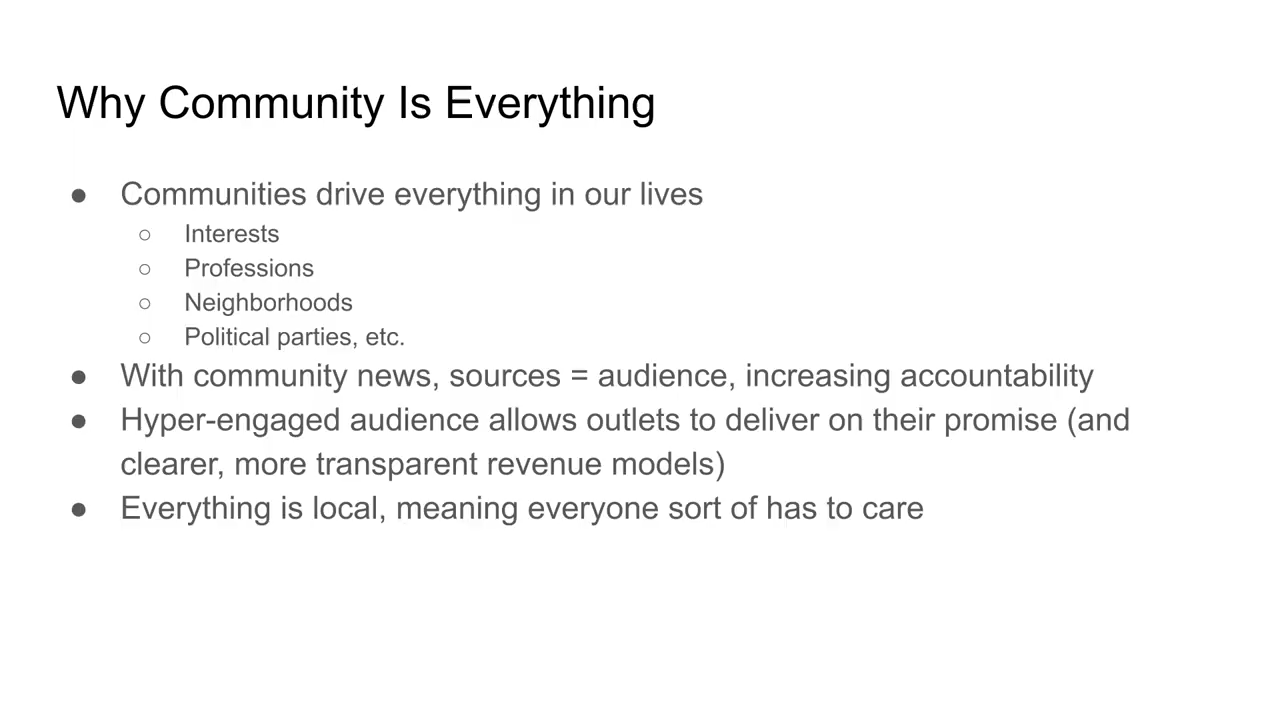 Why Community Is Everything
● Communities drive everything in our lives
○ Interests
○ Professions
○ Neighborhoods
○ Political parties, etc.
● With community news, sources = audience, increasing accountability
● Hyper-engaged audience allows outlets to deliver on their promise (and
clearer, more transparent revenue models)
● Everything is local, meaning everyone sort of has to care